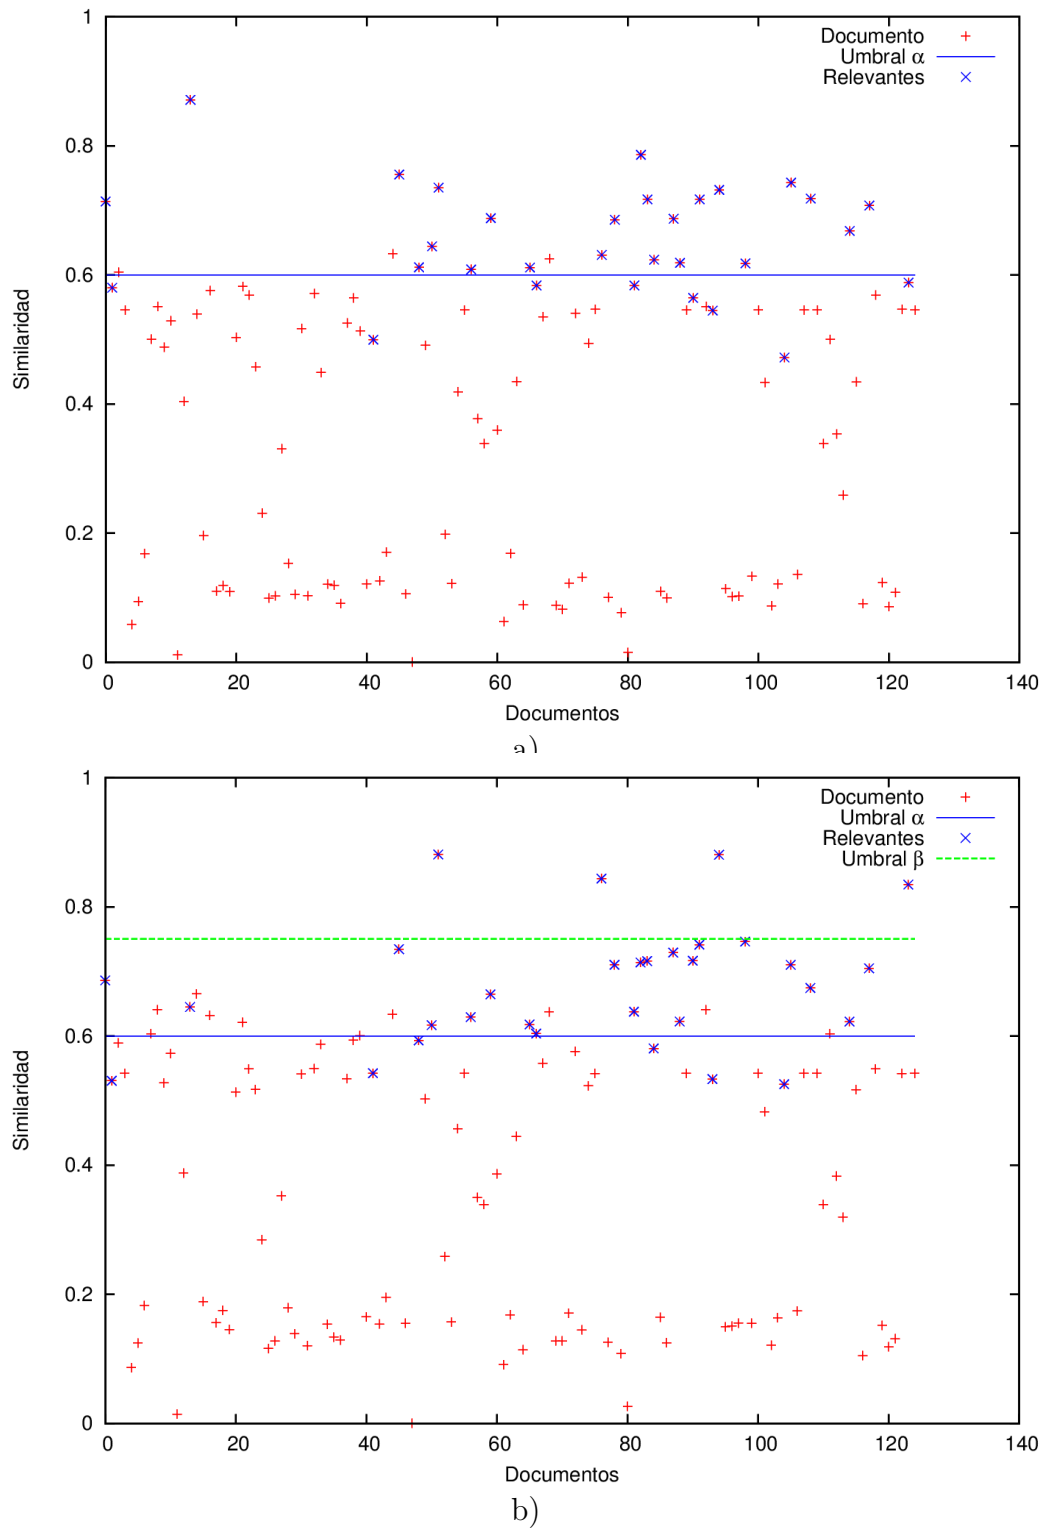 1
0.8
0.6
0.4
0.2
0
0 20 40 60 80 100 120 140
Similaridad
Documentos
Documento
Umbral α
Relevantes
a)
1
0.8
0.6
0.4
0.2
0
0 20 40 60 80 100 120 140
Similaridad
Documentos
Documento
Umbral α
Relevantes
Umbral β
b)